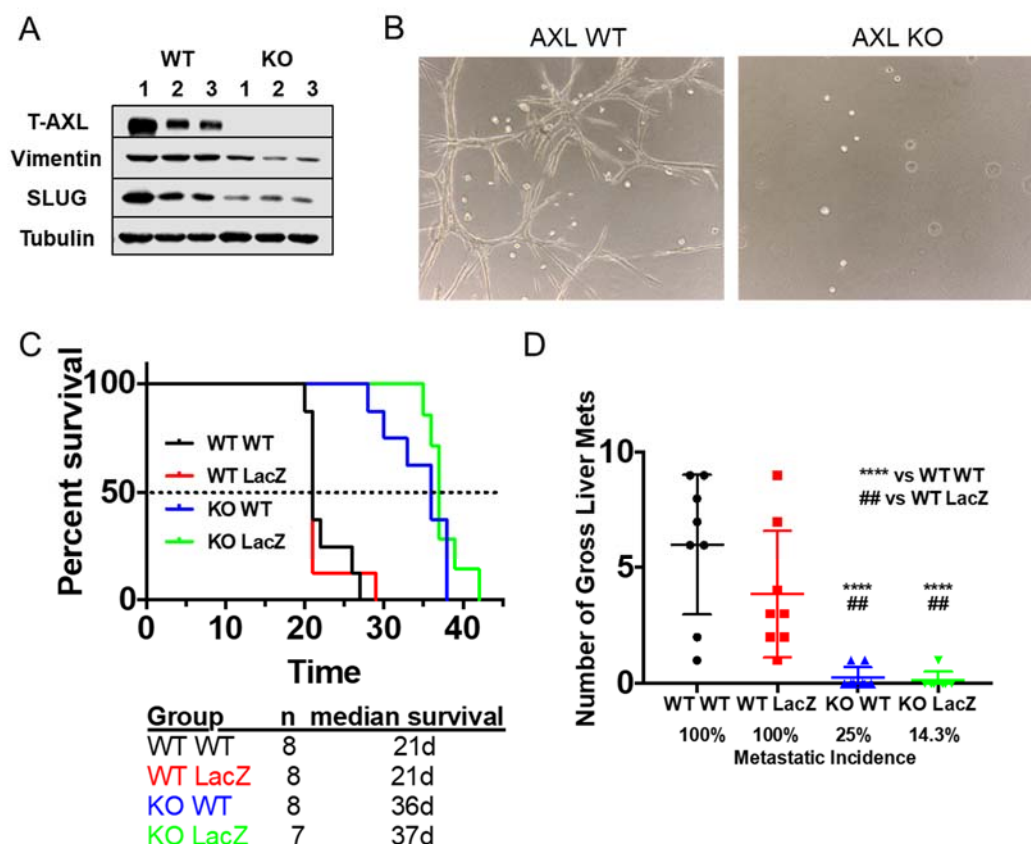 A
WT KO
1 2 3 1 2 3
T-AXL
Vimentin
SLUG
Tubulin
B
AXL WT AXL KO
C
Percent survival
100
50
0
WT WT
WT LacZ
KO WT
KO LacZ
0 10 20 30 40
Time
Group n median survival
WT WT 8 21d
WT LacZ 8 21d
KO WT 8 36d
KO LacZ 7 37d
D
Number of Gross Liver Mets
10
5
0
**** vs WT WT
## vs WT LacZ
**** ****
## ##
WT WT WT LacZ KO WT KO LacZ
100% 100% 25% 14.3%
Metastatic Incidence